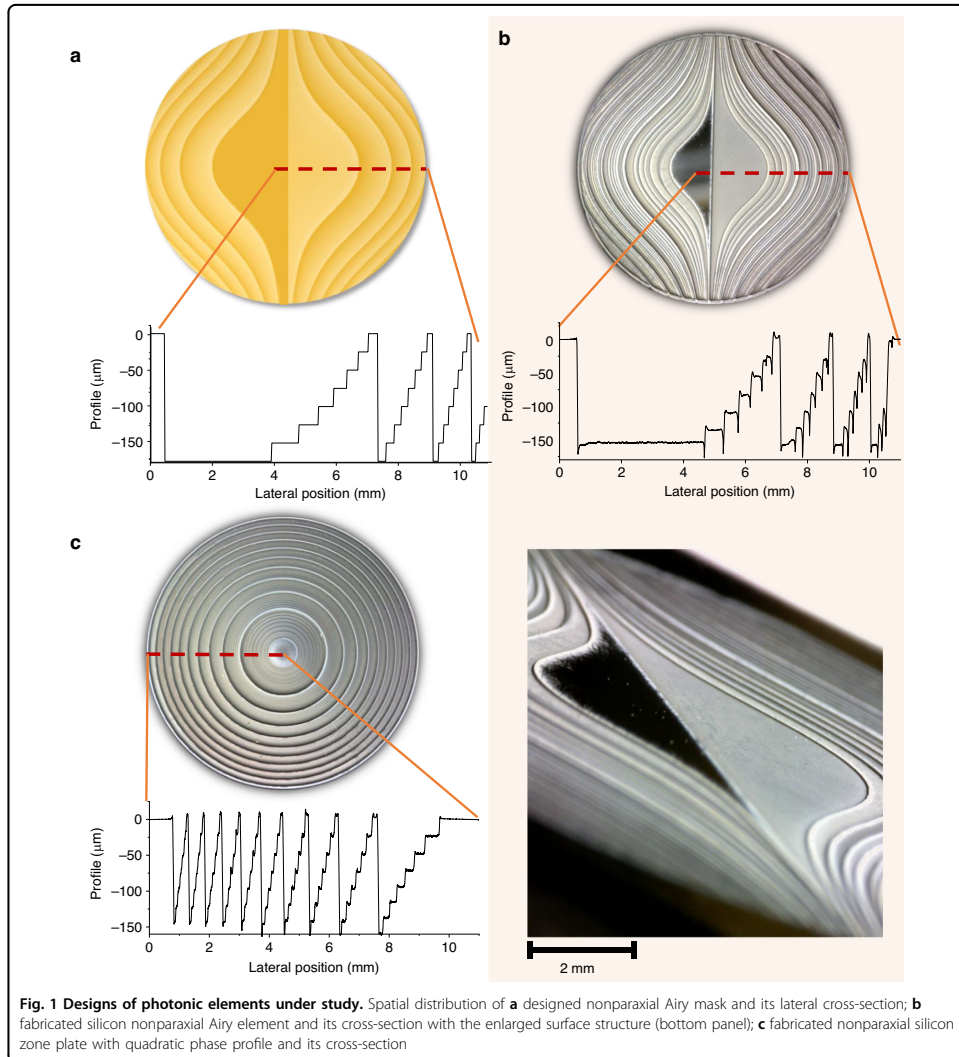 a
b
0
−50
−100
−150
Profile (µm)
0 2 4 6 8 10
Lateral position (mm)
0
−50
−100
−150
Profile (µm)
0 2 4 6 8 10
Lateral position (mm)
c
0
−50
−100
−150
Profile (µm)
0 2 4 6 8 10
Lateral position (mm)
2 mm
Fig. 1 Designs of photonic elements under study. Spatial distribution of a designed nonparaxial Airy mask and its lateral cross-section; b
fabricated silicon nonparaxial Airy element and its cross-section with the enlarged surface structure (bottom panel); c fabricated nonparaxial silicon
zone plate with quadratic phase profile and its cross-section